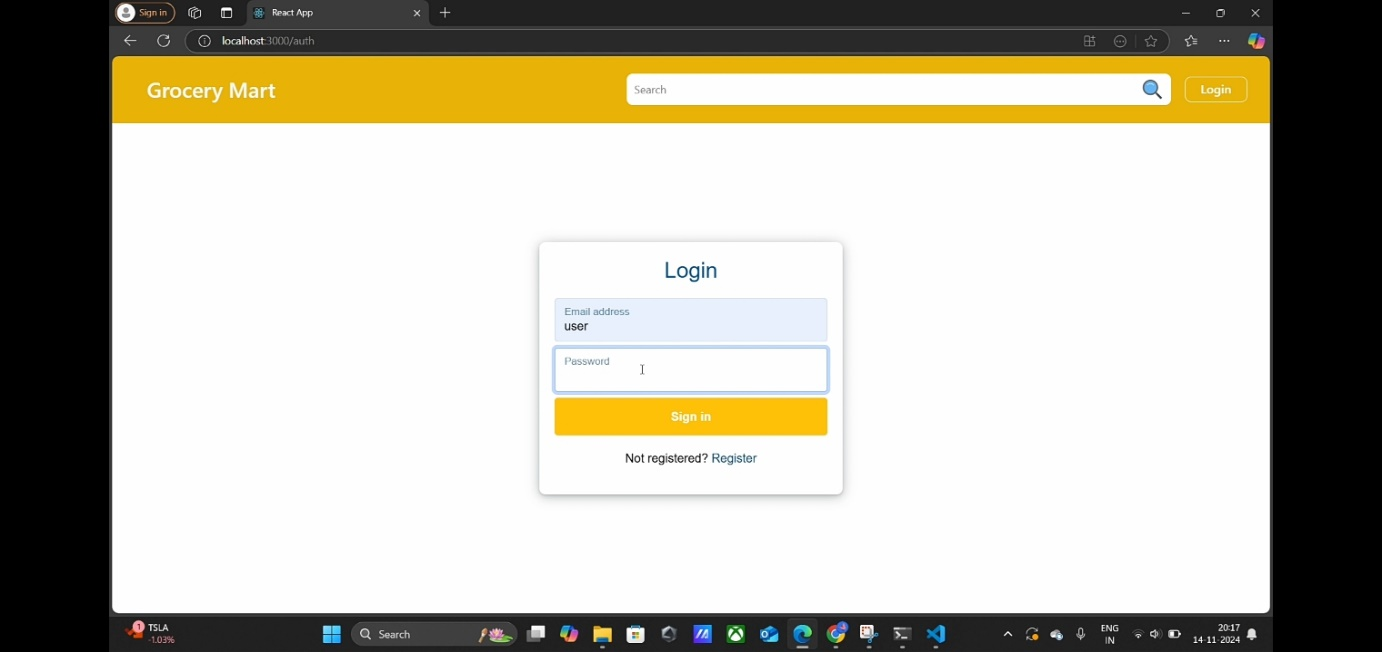 Sign in
React App
localhost:3000/auth
Grocery Mart
Search
Login
Login
Email address
user
Password
Sign in
Not registered? Register
1
TSLA
-1.03%
Search
ENG
IN
20:17
14-11-2024